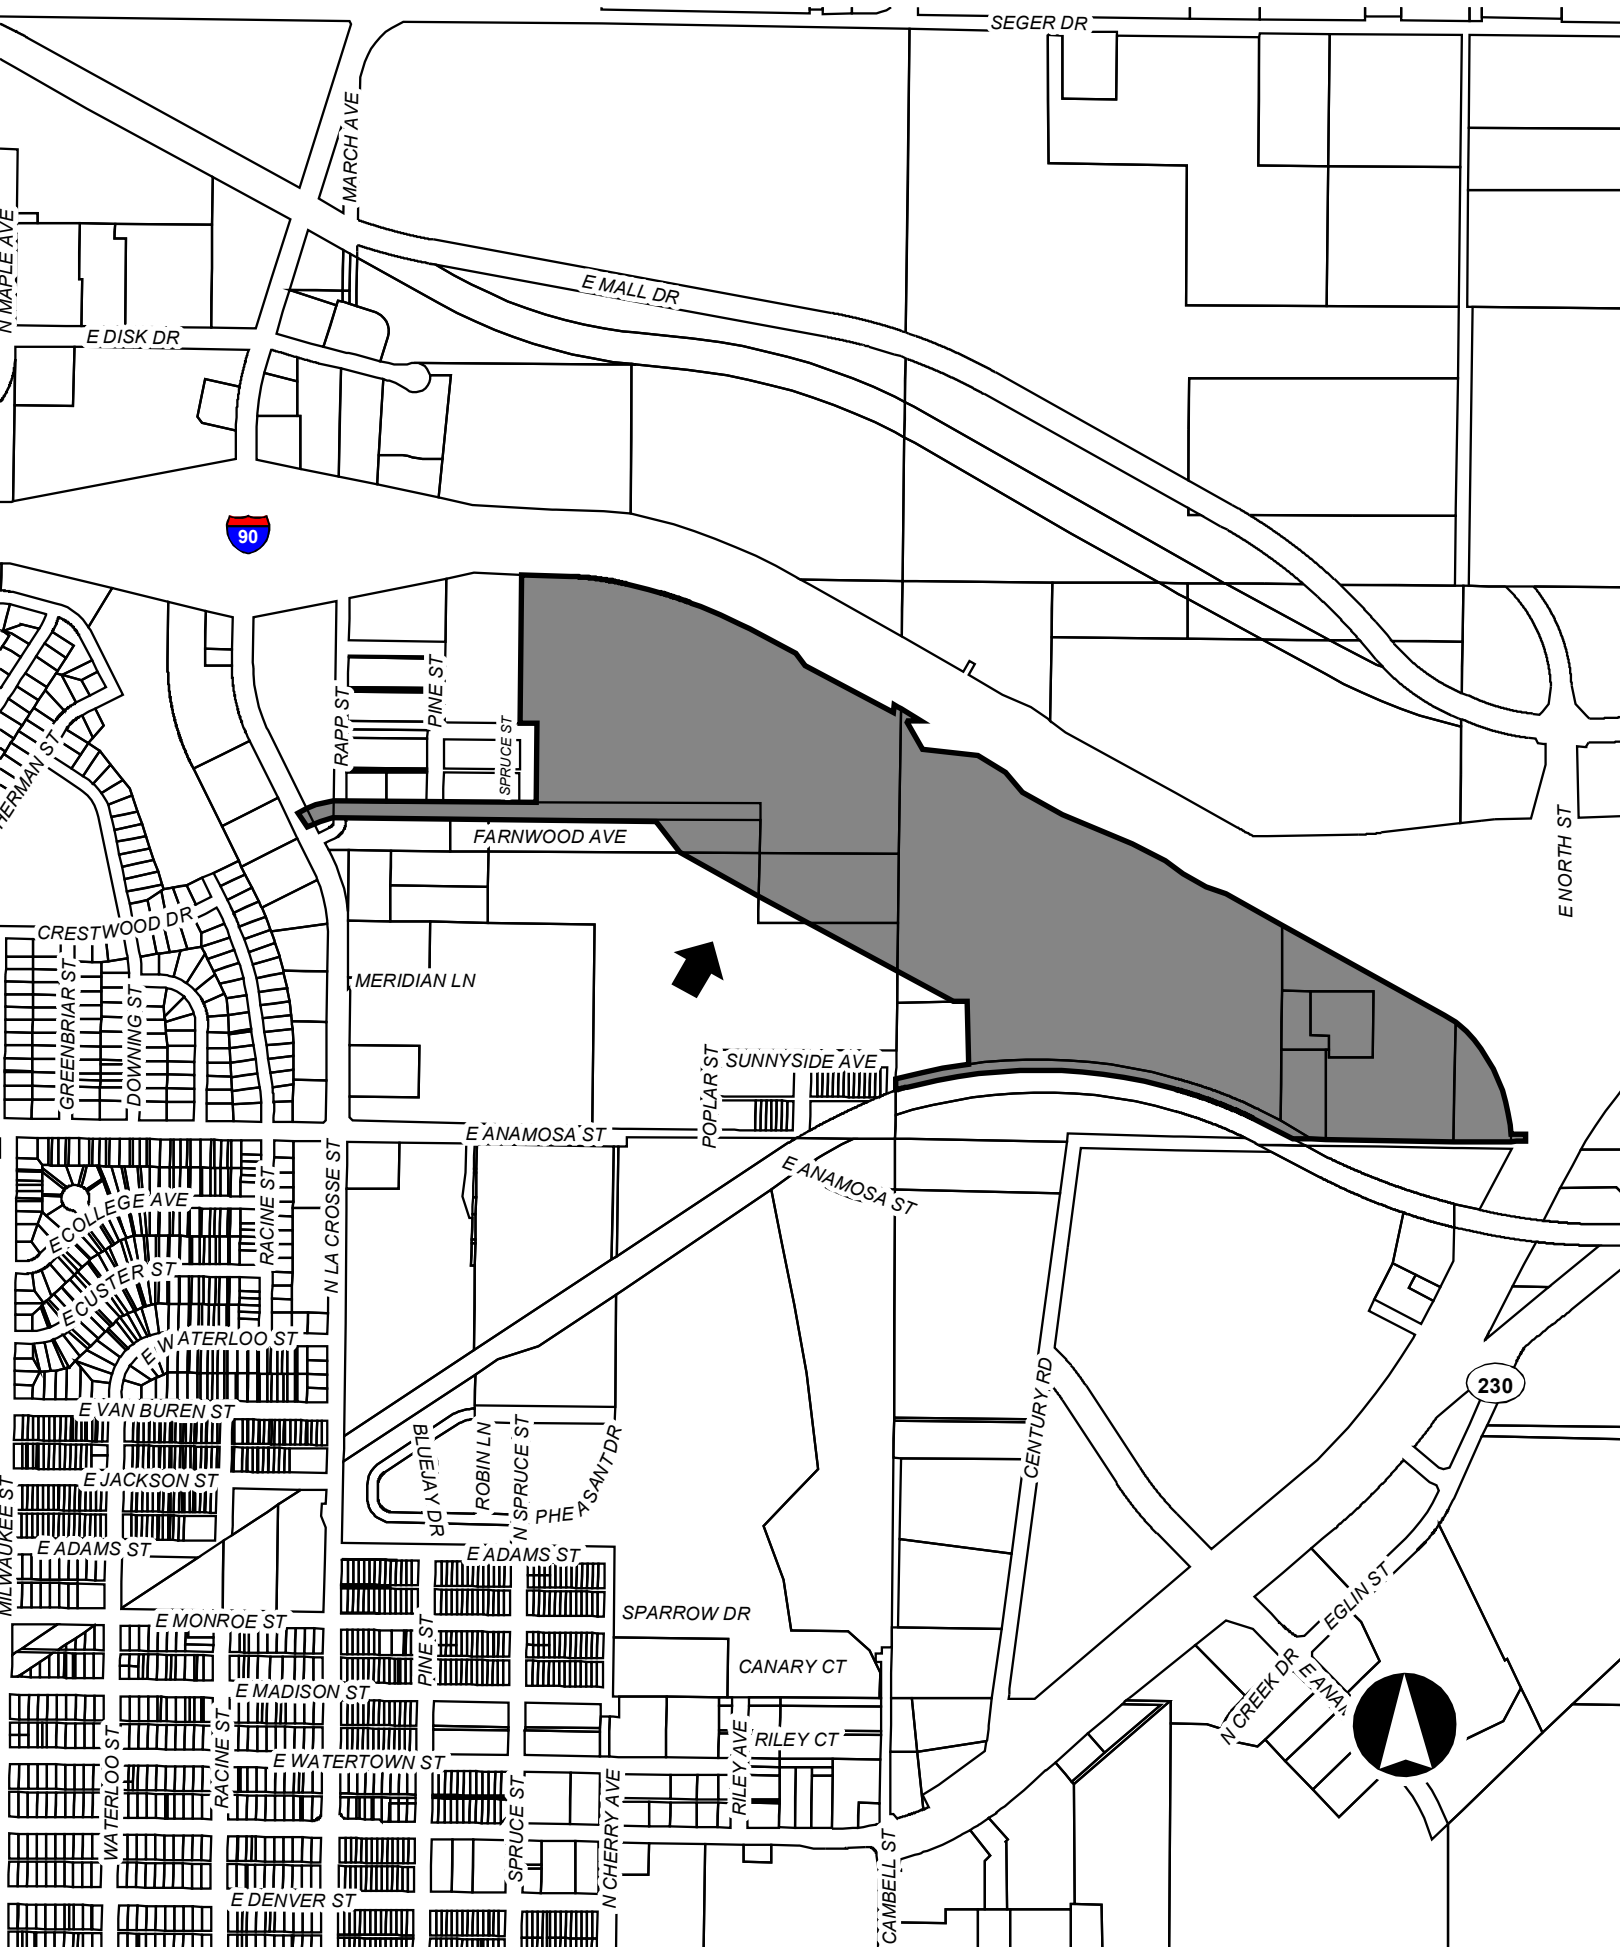 SEGER DR
MARCH AVE
N MAPLE AVE
E MALL DR
E DISK DR
90
RAPP ST
PINE ST
SPRUCE ST
HERMAN ST
FARNWOOD AVE
E NORTH ST
CRESTWOOD DR
GREENBRIAR ST
DOWNING ST
MERIDIAN LN
POPLAR ST
SUNNYSIDE AVE
E ANAMOSA ST
N LA CROSSE ST
RACINE ST
E COLLEGE AVE
E ANAMOSA ST
E CUSTER ST
E WATERLOO ST
CENTURY RD
230
E VAN BUREN ST
BLUEJAY DR
ROBIN LN
N SPRUCE ST
PHEASANT DR
E JACKSON ST
MILWAUKEE ST
E ADAMS ST
E ADAMS ST
EGLIN ST
E MONROE ST
PINE ST
SPARROW DR
CANARY CT
N CREEK DR
E ANA
E MADISON ST
WATERLOO ST
RACINE ST
RILEY AVE
RILEY CT
E WATERTOWN ST
SPRUCE ST
N CHERRY AVE
CAMBELL ST
E DENVER ST